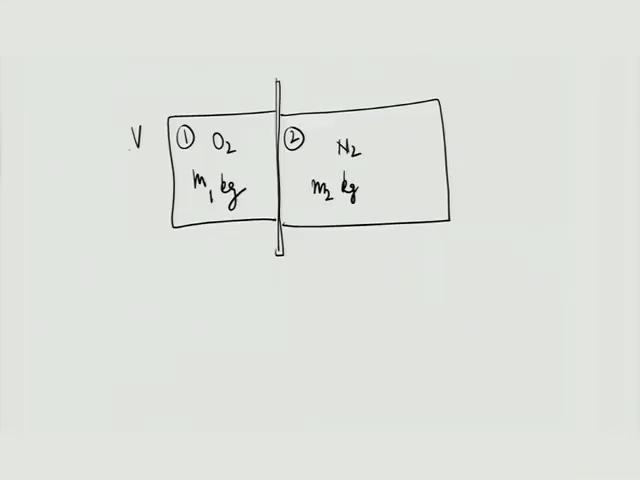 V
① O₂ ② N₂
m₁ kg m₂ kg